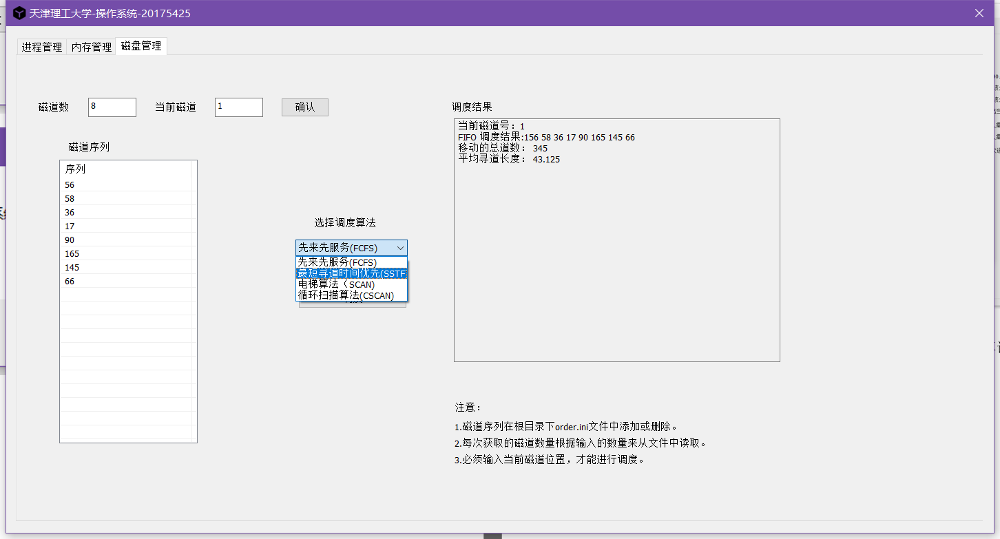 天津理工大学-操作系统-20175425
进程管理 内存管理 磁盘管理
磁道数 8 当前磁道 1 确认
磁道序列
序列
56
58
36
17
90
165
145
66
选择调度算法
先来先服务(FCFS)
先来先服务(FCFS)
最短寻道时间优先(SSTF
电梯算法（SCAN)
循环扫描算法(CSCAN)
调度结果
当前磁道号：1
FIFO 调度结果:156 58 36 17 90 165 145 66
移动的总道数： 345
平均寻道长度： 43.125
注意：
1.磁道序列在根目录下order.ini文件中添加或删除。
2.每次获取的磁道数量根据输入的数量来从文件中读取。
3.必须输入当前磁道位置，才能进行调度。